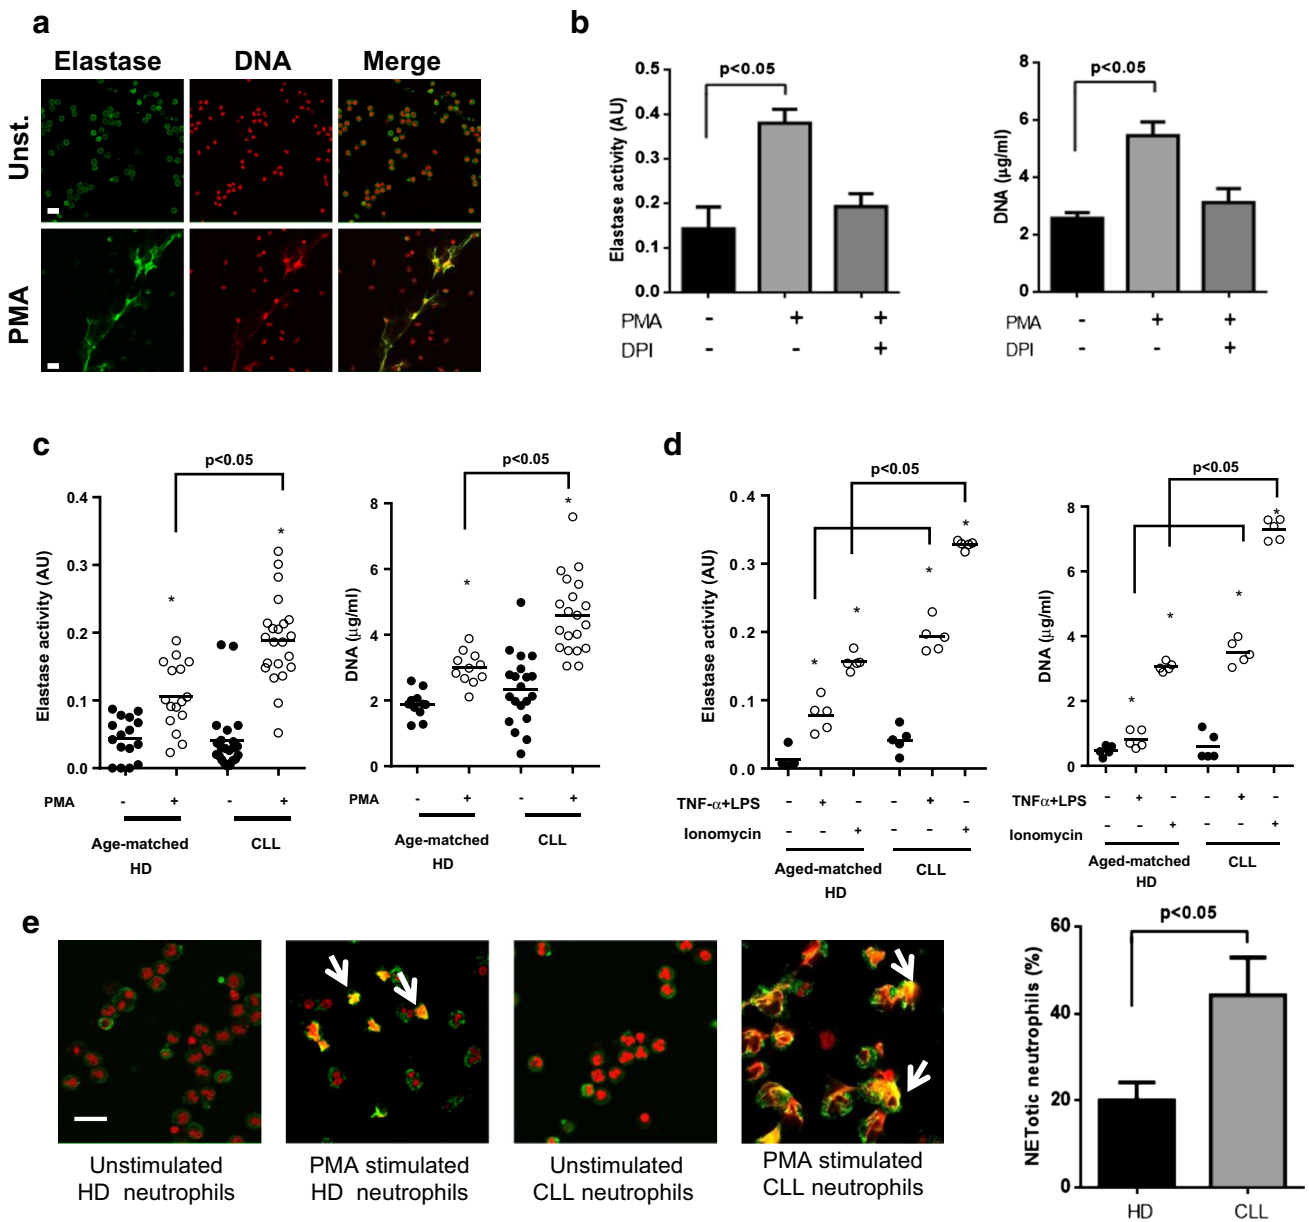 a
Elastase DNA Merge
Unst.
PMA
b
Elastase activity (AU)
0.5
0.4
0.3
0.2
0.1
0.0
p<0.05
PMA - + +
DPI - - +
DNA (μg/ml)
8
6
4
2
0
p<0.05
PMA - + +
DPI - - +
c
p<0.05
Elastase activity (AU)
0.4
0.3
0.2
0.1
0.0
* *
PMA - + - +
Age-matched HD
CLL
p<0.05
DNA (μg/ml)
8
6
4
2
0
* *
PMA - + - +
Age-matched
HD
CLL
d
p<0.05
Elastase activity (AU)
0.4
0.3
0.2
0.1
0.0
* * * *
TNF-α+LPS - + - - + -
Ionomycin - - + - - +
Aged-matched
HD
CLL
p<0.05
DNA (μg/ml)
8
6
4
2
0
* * * *
TNFα+LPS - + - - + -
Ionomycin - - + - - +
Aged-matched
HD
CLL
e
Unstimulated
HD neutrophils
PMA stimulated
HD neutrophils
Unstimulated
CLL neutrophils
PMA stimulated
CLL neutrophils
NETotic neutrophils (%)
60
40
20
0
p<0.05
HD CLL